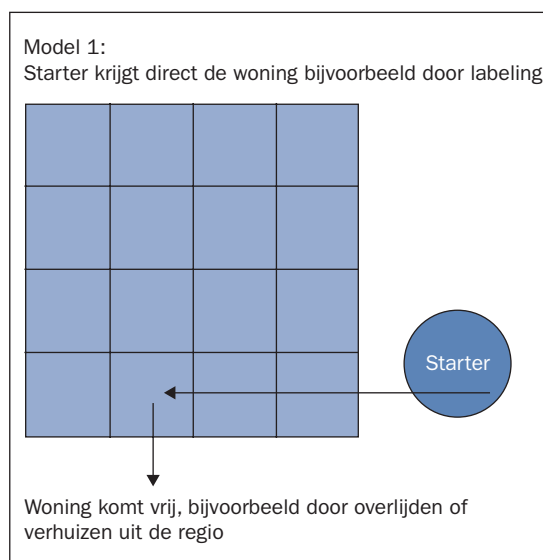 Model 1:
Starter krijgt direct de woning bijvoorbeeld door labeling
Starter
Woning komt vrij, bijvoorbeeld door overlijden of
verhuizen uit de regio